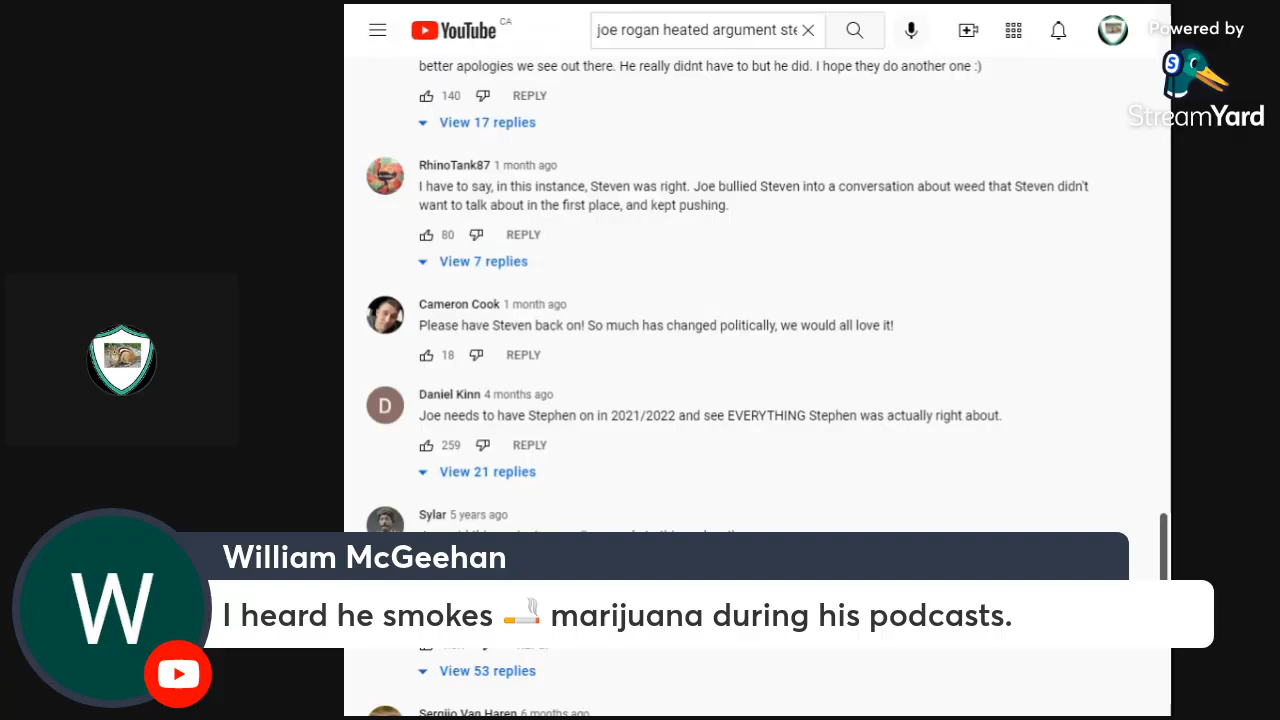 YouTube CA
joe rogan heated argument ste
Powered by
StreamYard
better apologies we see out there. He really didnt have to but he did. I hope they do another one :)
140 REPLY
View 17 replies
RhinoTank87 1 month ago
I have to say, in this instance, Steven was right. Joe bullied Steven into a conversation about weed that Steven didn't
want to talk about in the first place, and kept pushing.
80 REPLY
View 7 replies
Cameron Cook 1 month ago
Please have Steven back on! So much has changed politically, we would all love it!
18 REPLY
D
Daniel Kinn 4 months ago
Joe needs to have Stephen on in 2021/2022 and see EVERYTHING Stephen was actually right about.
259 REPLY
View 21 replies
Sylar 5 years ago
W
William McGeehan
I heard he smokes 🚬 marijuana during his podcasts.
View 53 replies
Sergijo Van Haren 6 months ago